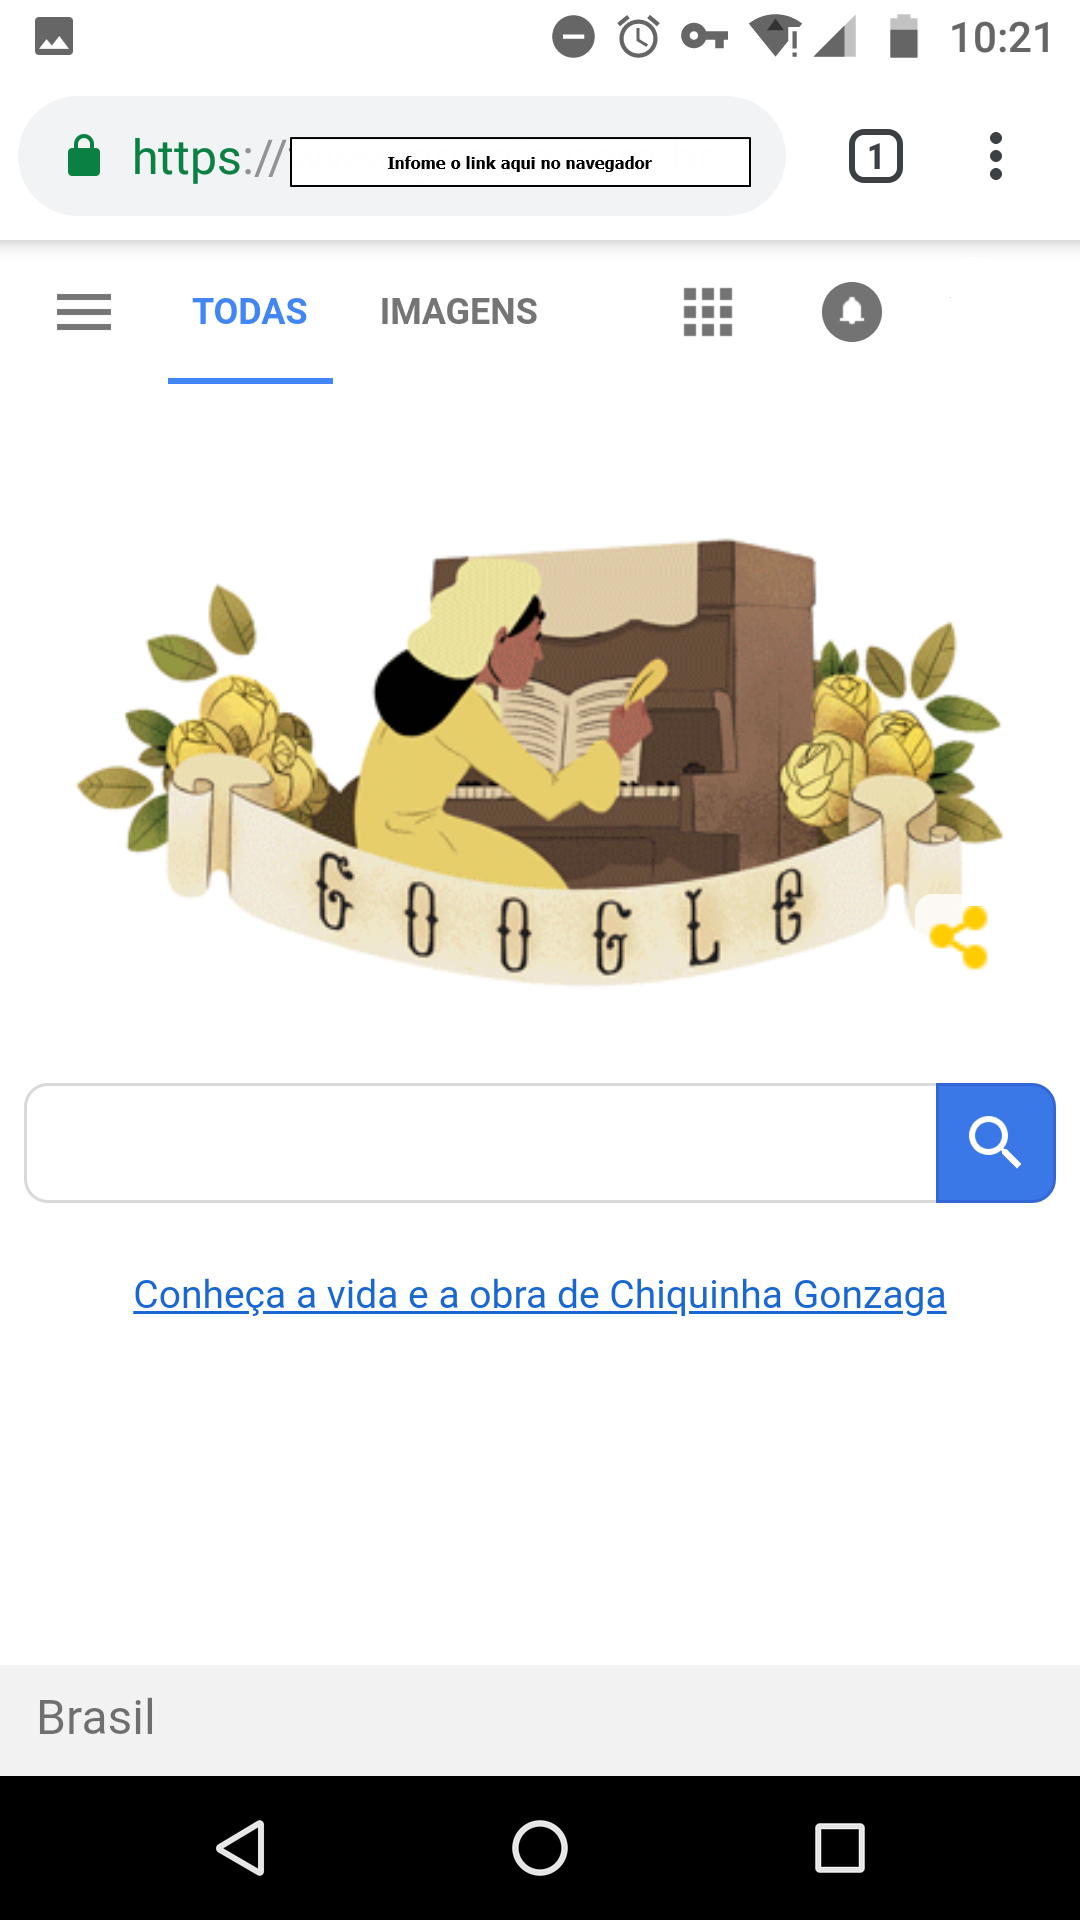 10:21
https://
Infome o link aqui no navegador
1
TODAS IMAGENS
GOOGLE
Conheça a vida e a obra de Chiquinha Gonzaga
Brasil